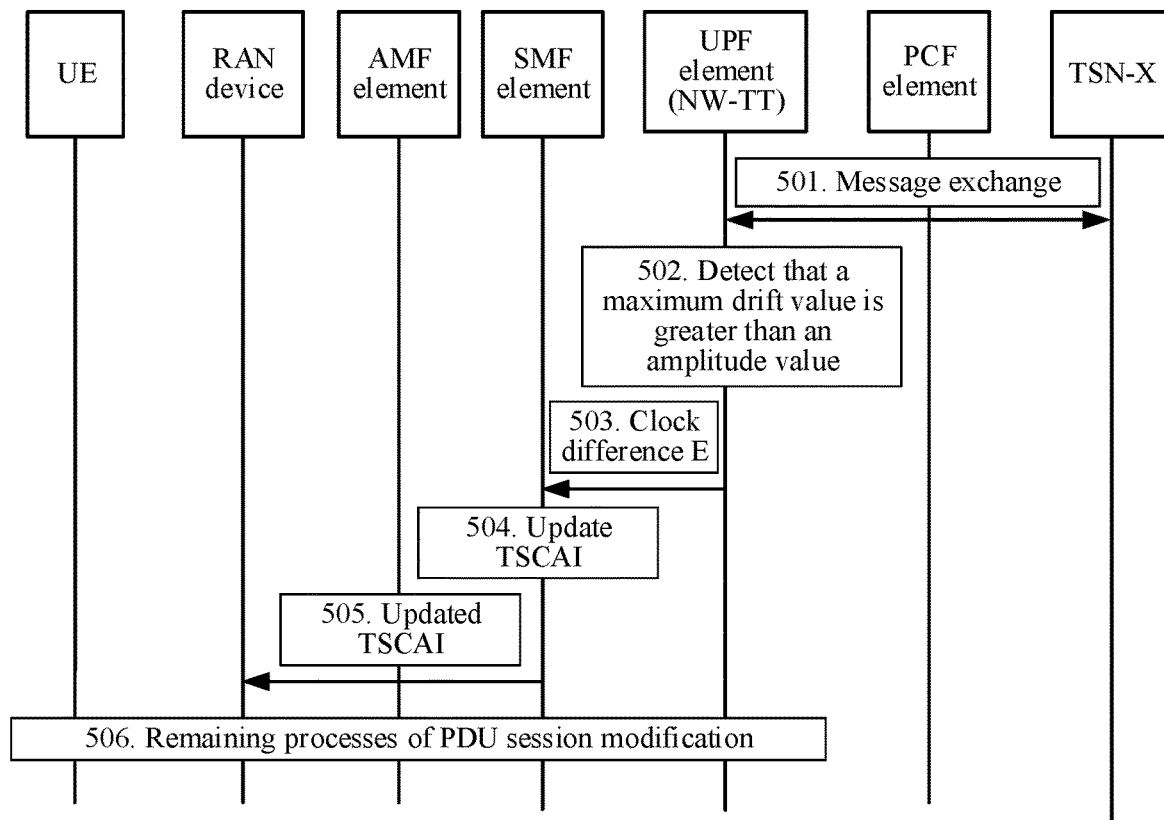 UE
RAN
device
AMF
element
SMF
element
UPF
element
(NW-TT)
PCF
element
TSN-X
501. Message exchange
502. Detect that a
maximum drift value is
greater than an
amplitude value
503. Clock
difference E
504. Update
TSCAI
505. Updated
TSCAI
506. Remaining processes of PDU session modification